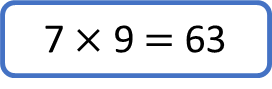 7 × 9 = 63